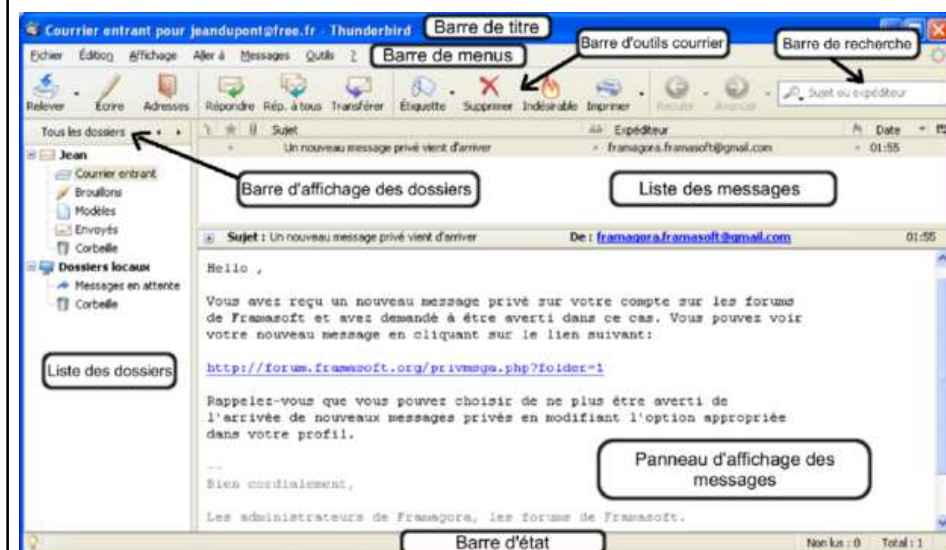 Courrier entrant pour jeandupont@free.fr - Thunderbird
Barre de titre
Fichier Édition Affichage Aller à Messages Outils ?
Barre de menus
Barre d'outils courrier
Barre de recherche
Relever Écrire Adresses Répondre Rép. à tous Transférer Étiquette Supprimer Indésirable Imprimer Reculer Avancer
Sujet ou expéditeur
Tous les dossiers
Sujet Expéditeur Date
Un nouveau message privé vient d'arriver framagora.framasoft@gmail.com 01:55
Jean
Courrier entrant
Brouillons
Modèles
Envoyés
Corbeille
Dossiers locaux
Messages en attente
Corbeille
Barre d'affichage des dossiers
Liste des messages
Liste des dossiers
Sujet : Un nouveau message privé vient d'arriver De : framagora.framasoft@gmail.com 01:55
Hello ,
Vous avez reçu un nouveau message privé sur votre compte sur les forums
de Framasoft et avez demandé à être averti dans ce cas. Vous pouvez voir
votre nouveau message en cliquant sur le lien suivant:
http://forum.framasoft.org/privmsg.php?folder=1
Rappelez-vous que vous pouvez choisir de ne plus être averti de
l'arrivée de nouveaux messages privés en modifiant l'option appropriée
dans votre profil.
--
Bien cordialement,
Les administrateurs de Framagora, les forums de Framasoft.
Panneau d'affichage des
messages
Barre d'état
Non lus : 0 Total : 1